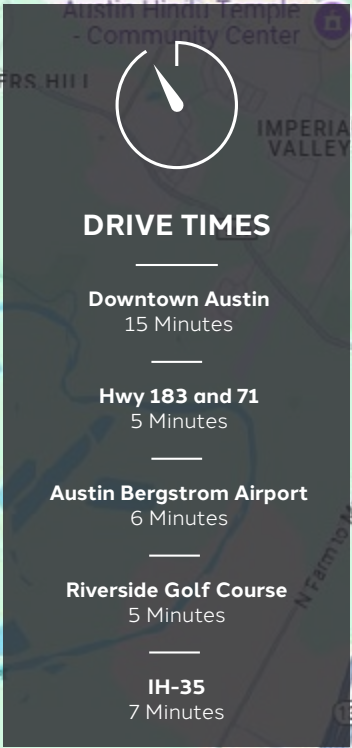 Austin Hindu Temple
- Community Center
ERS HILL
IMPERIA
VALLEY
DRIVE TIMES
Downtown Austin
15 Minutes
Hwy 183 and 71
5 Minutes
Austin Bergstrom Airport
6 Minutes
Riverside Golf Course
5 Minutes
N Farm to M
IH-35
7 Minutes